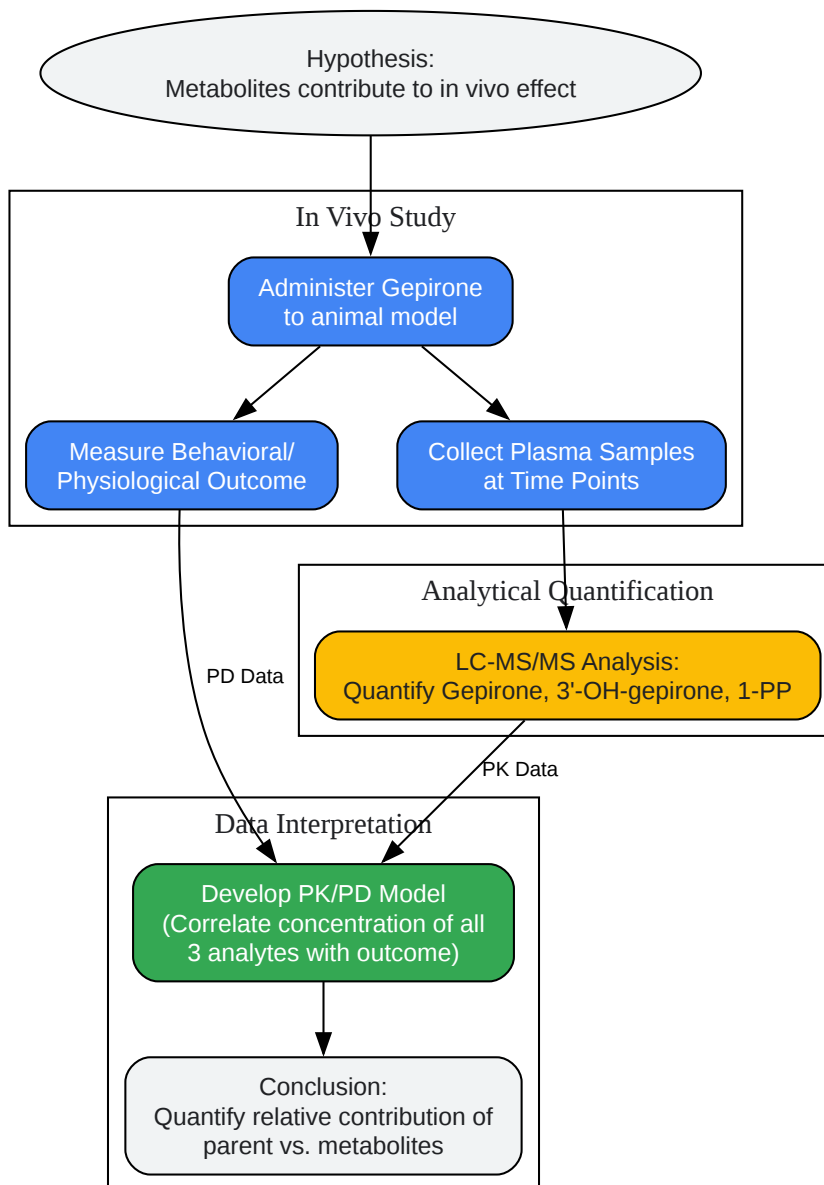 Hypothesis:
Metabolites contribute to in vivo effect
In Vivo Study
Administer Gepirone
to animal model
Measure Behavioral/
Physiological Outcome
Collect Plasma Samples
at Time Points
Analytical Quantification
LC-MS/MS Analysis:
Quantify Gepirone, 3'-OH-gepirone, 1-PP
PD Data
PK Data
Data Interpretation
Develop PK/PD Model
(Correlate concentration of all
3 analytes with outcome)
Conclusion:
Quantify relative contribution of
parent vs. metabolites